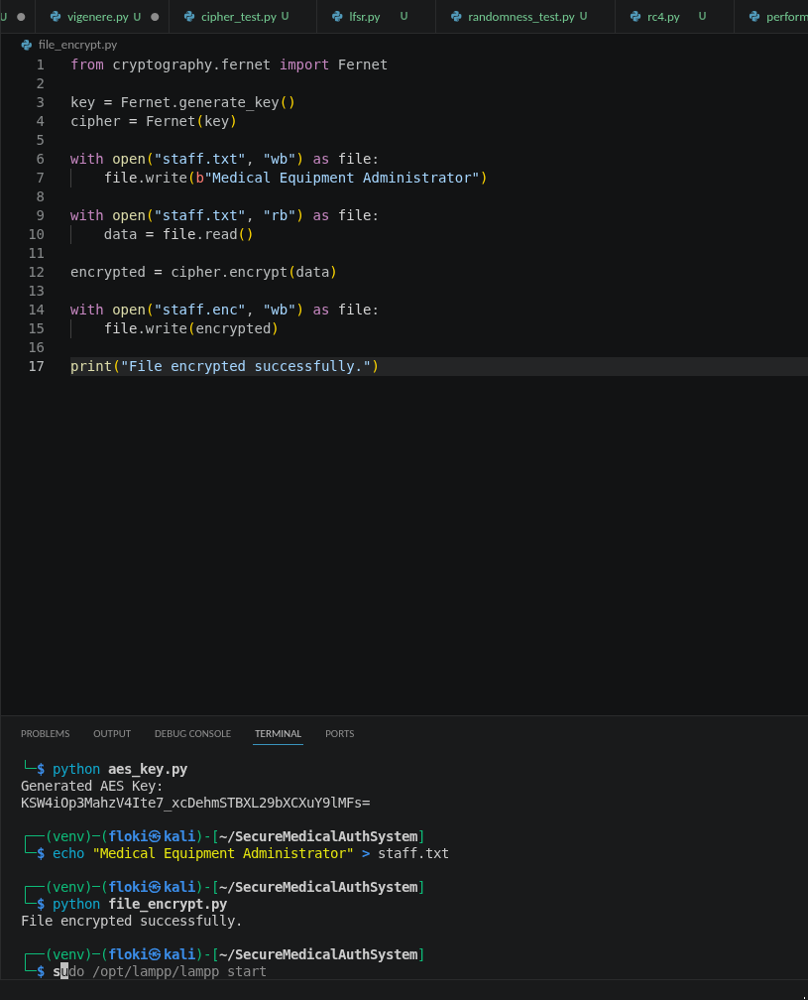 U vigenere.py U cipher_test.py U lfsr.py U randomness_test.py U rc4.py U perform
file_encrypt.py
1 from cryptography.fernet import Fernet
2
3 key = Fernet.generate_key()
4 cipher = Fernet(key)
5
6 with open("staff.txt", "wb") as file:
7 file.write(b"Medical Equipment Administrator")
8
9 with open("staff.txt", "rb") as file:
10 data = file.read()
11
12 encrypted = cipher.encrypt(data)
13
14 with open("staff.enc", "wb") as file:
15 file.write(encrypted)
16
17 print("File encrypted successfully.")
PROBLEMS OUTPUT DEBUG CONSOLE TERMINAL PORTS
└─$ python aes_key.py
Generated AES Key:
KSW4iOp3MahzV4Ite7_xcDehmSTBXL29bXCXuY9lMFs=
┌──(venv)─(floki㉿kali)-[~/SecureMedicalAuthSystem]
└─$ echo "Medical Equipment Administrator" > staff.txt
┌──(venv)─(floki㉿kali)-[~/SecureMedicalAuthSystem]
└─$ python file_encrypt.py
File encrypted successfully.
┌──(venv)─(floki㉿kali)-[~/SecureMedicalAuthSystem]
└─$ sudo /opt/lampp/lampp start